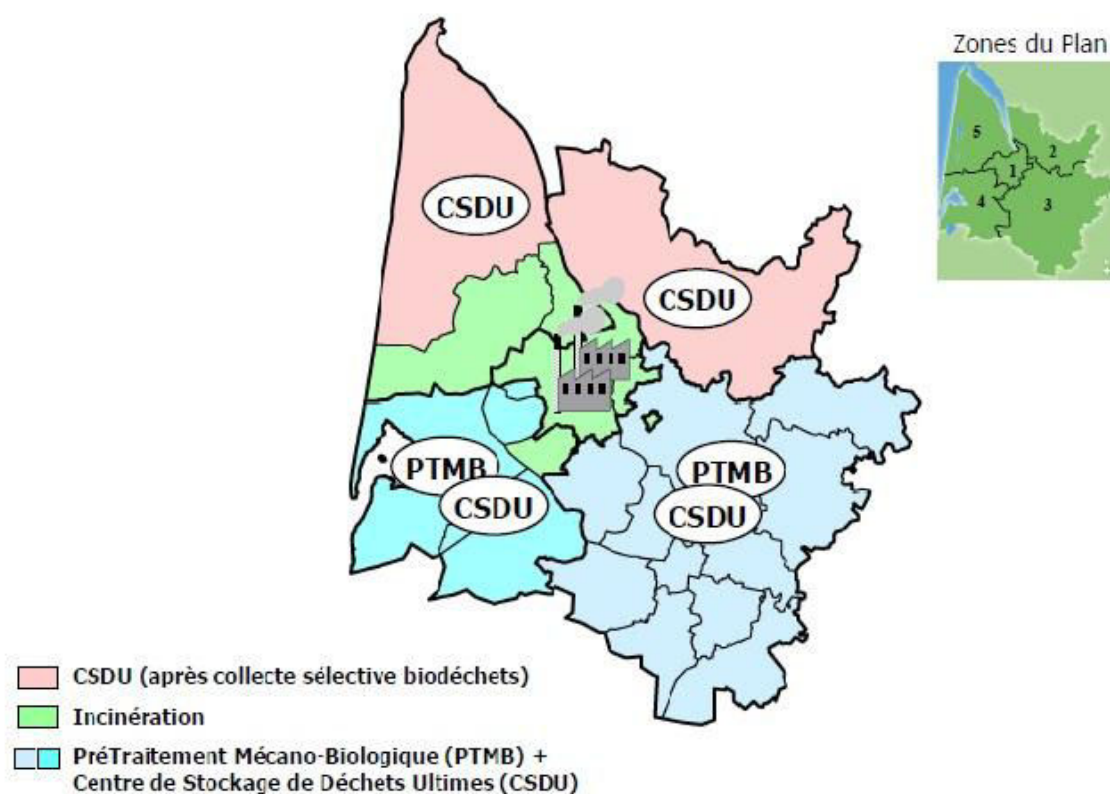 Zones du Plan
5
2
1
4
3
CSDU
CSDU
PTMB
CSDU
PTMB
CSDU
CSDU (après collecte sélective biodéchets)
Incinération
PréTraitement Mécano-Biologique (PTMB) +
Centre de Stockage de Déchets Ultimes (CSDU)